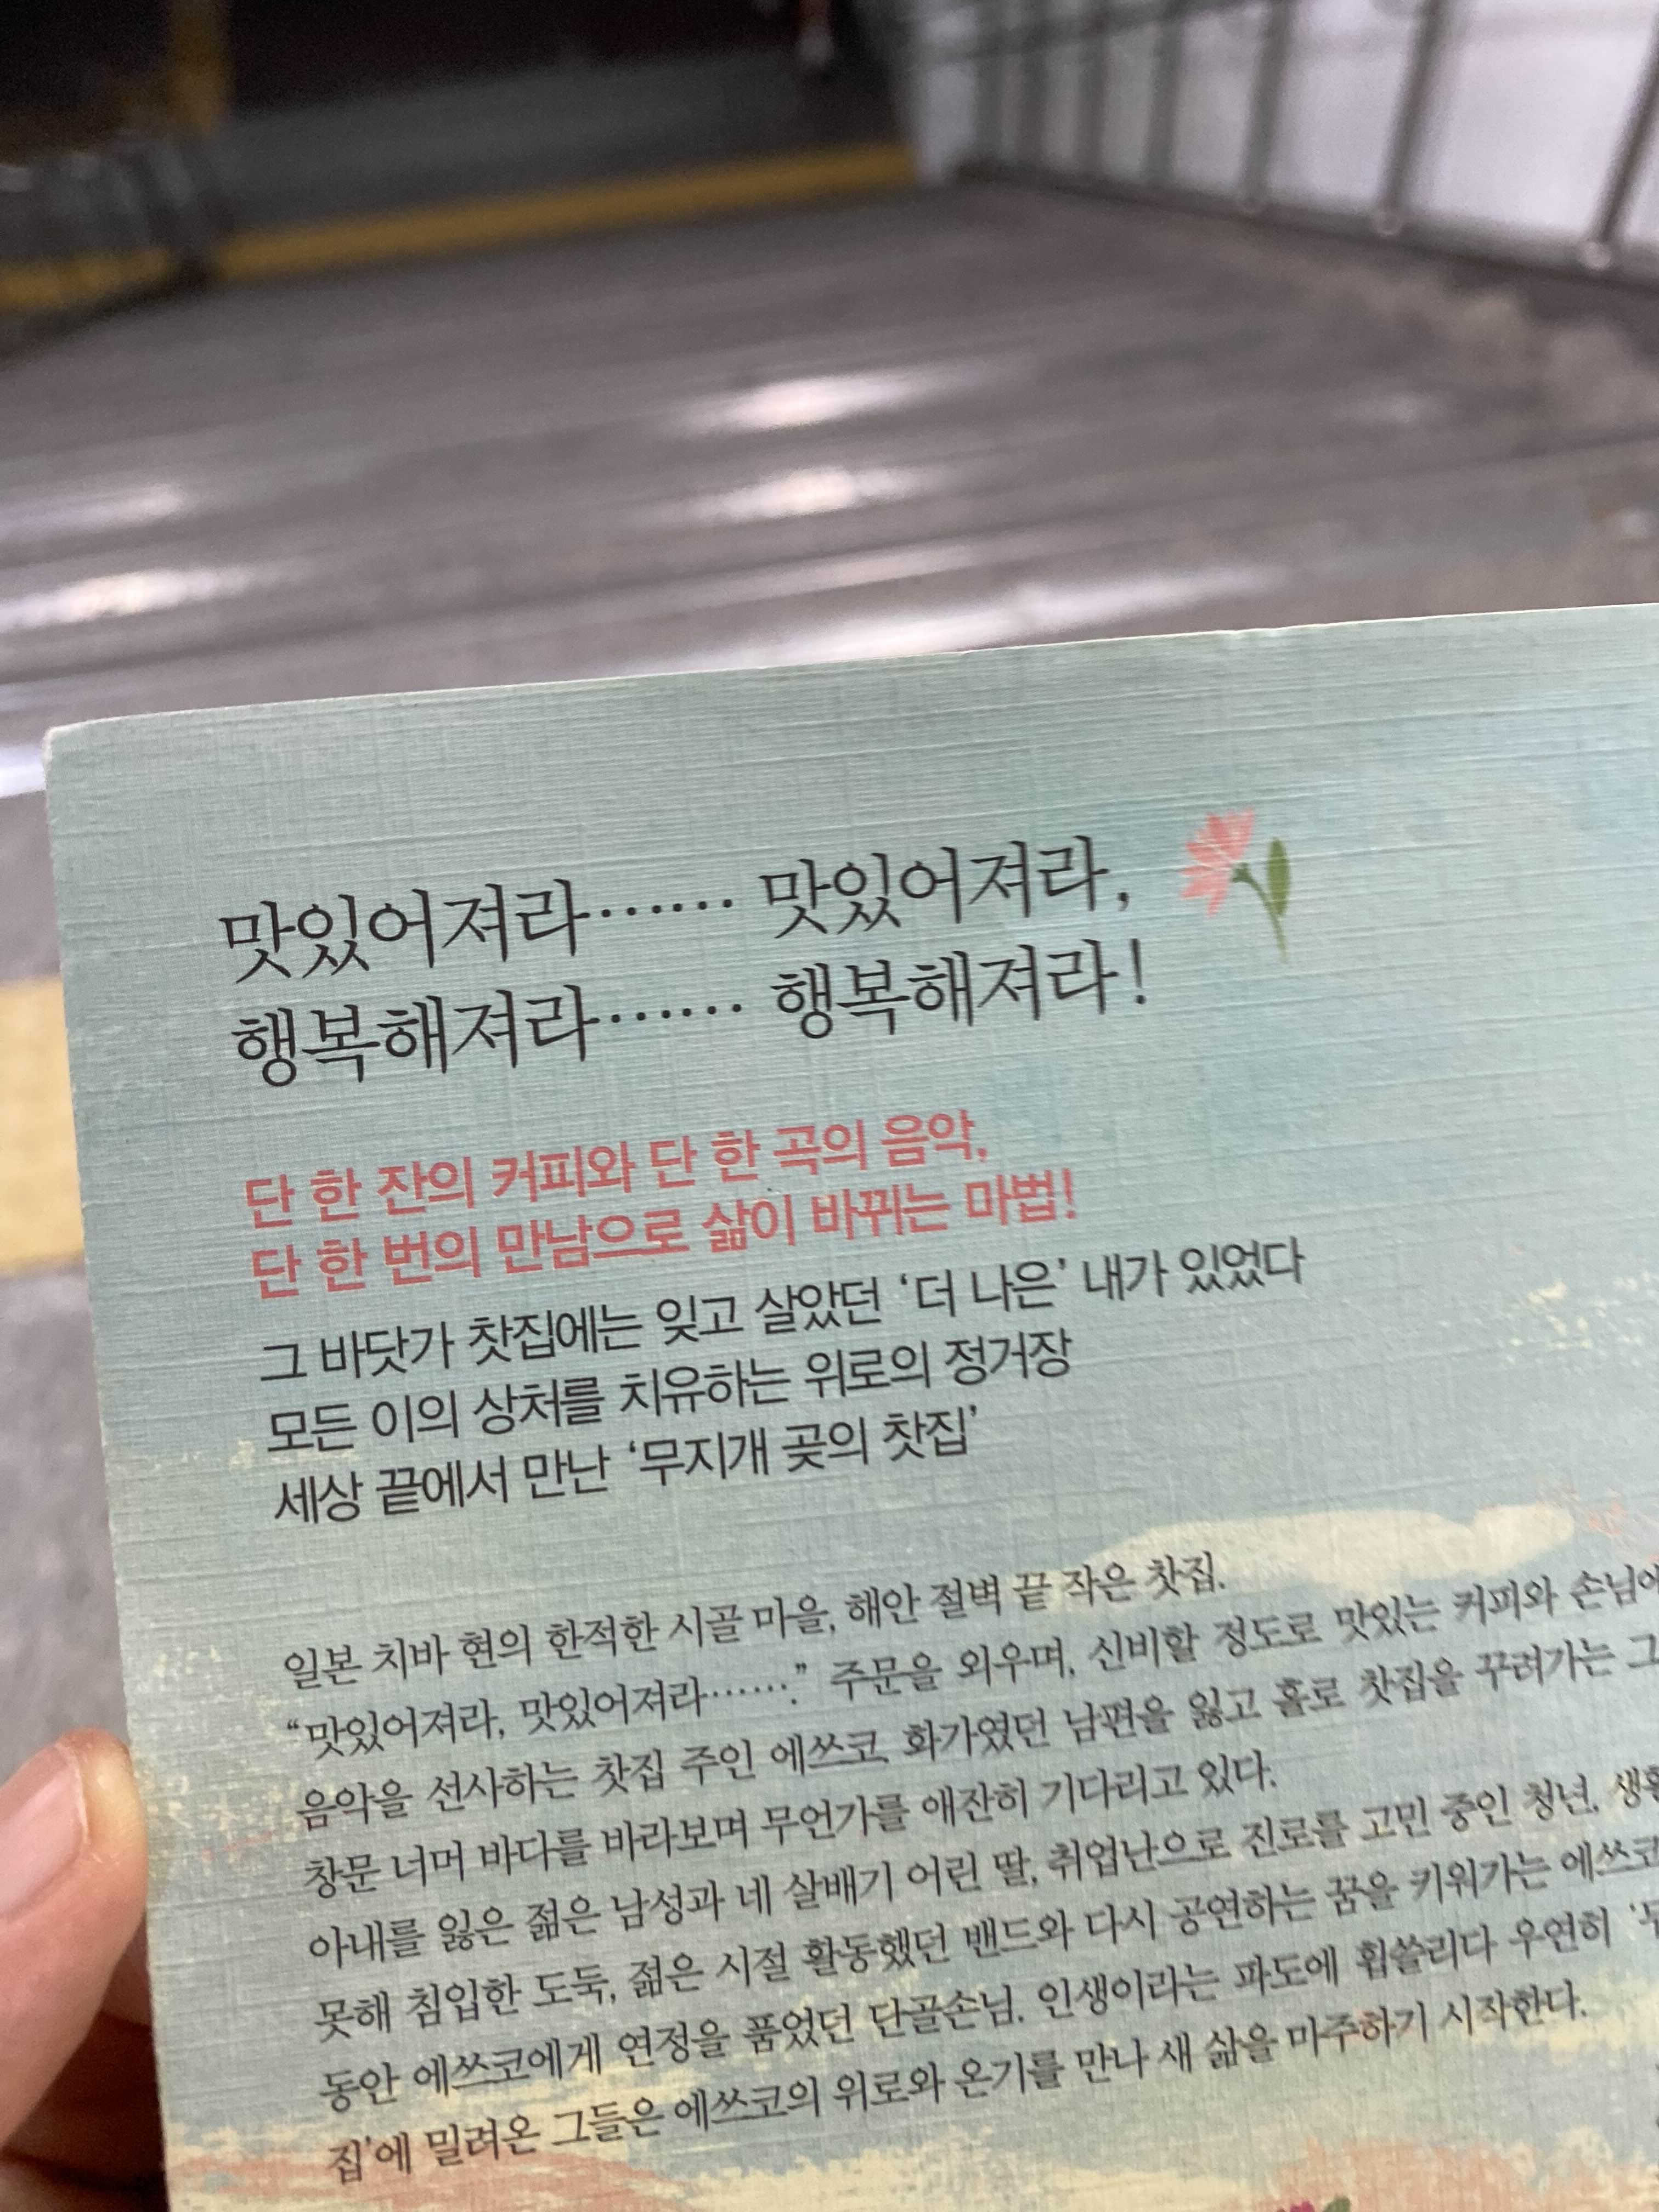 맛있어져라…… 맛있어져라,
행복해져라…… 행복해져라!
단 한 잔의 커피와 단 한 곡의 음악,
단 한 번의 만남으로 삶이 바뀌는 마법!
그 바닷가 찻집에는 잊고 살았던 ‘더 나은’ 내가 있었다
모든 이의 상처를 치유하는 위로의 정거장
세상 끝에서 만난 ‘무지개 곶의 찻집’
일본 치바 현의 한적한 시골 마을, 해안 절벽 끝 작은 찻집.
“맛있어져라, 맛있어져라…….” 주문을 외우며, 신비할 정도로 맛있는 커피와 손님에
음악을 선사하는 찻집 주인 에쓰코. 화가였던 남편을 잃고 홀로 찻집을 꾸려가는 그
창문 너머 바다를 바라보며 무언가를 애잔히 기다리고 있다.
아내를 잃은 젊은 남성과 네 살배기 어린 딸, 취업난으로 진로를 고민 중인 청년, 생활
못해 침입한 도둑, 젊은 시절 활동했던 밴드와 다시 공연하는 꿈을 키워가는 에쓰코
동안 에쓰코에게 연정을 품었던 단골손님. 인생이라는 파도에 휩쓸리다 우연히 ‘무
집’에 밀려온 그들은 에쓰코의 위로와 온기를 만나 새 삶을 마주하기 시작한다.